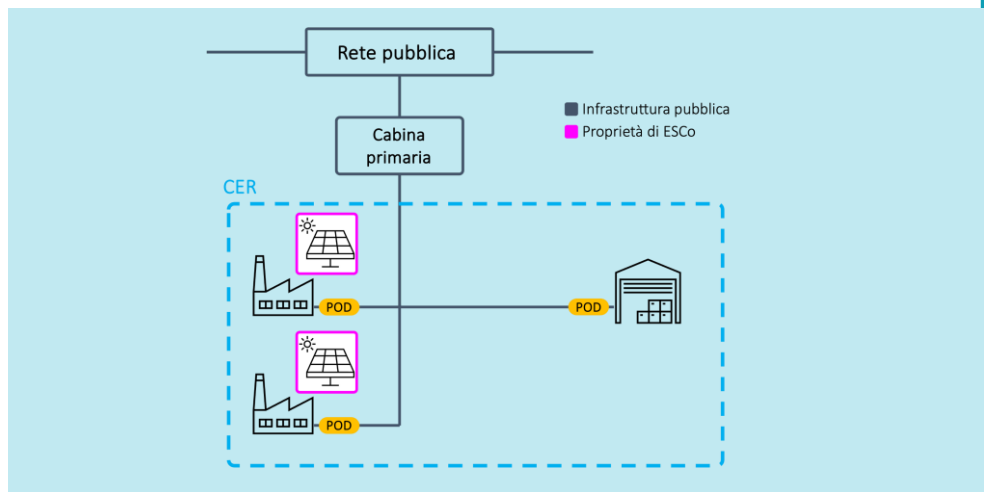 Rete pubblica
Infrastruttura pubblica
Proprietà di ESCo
Cabina
primaria
CER
POD
POD
POD